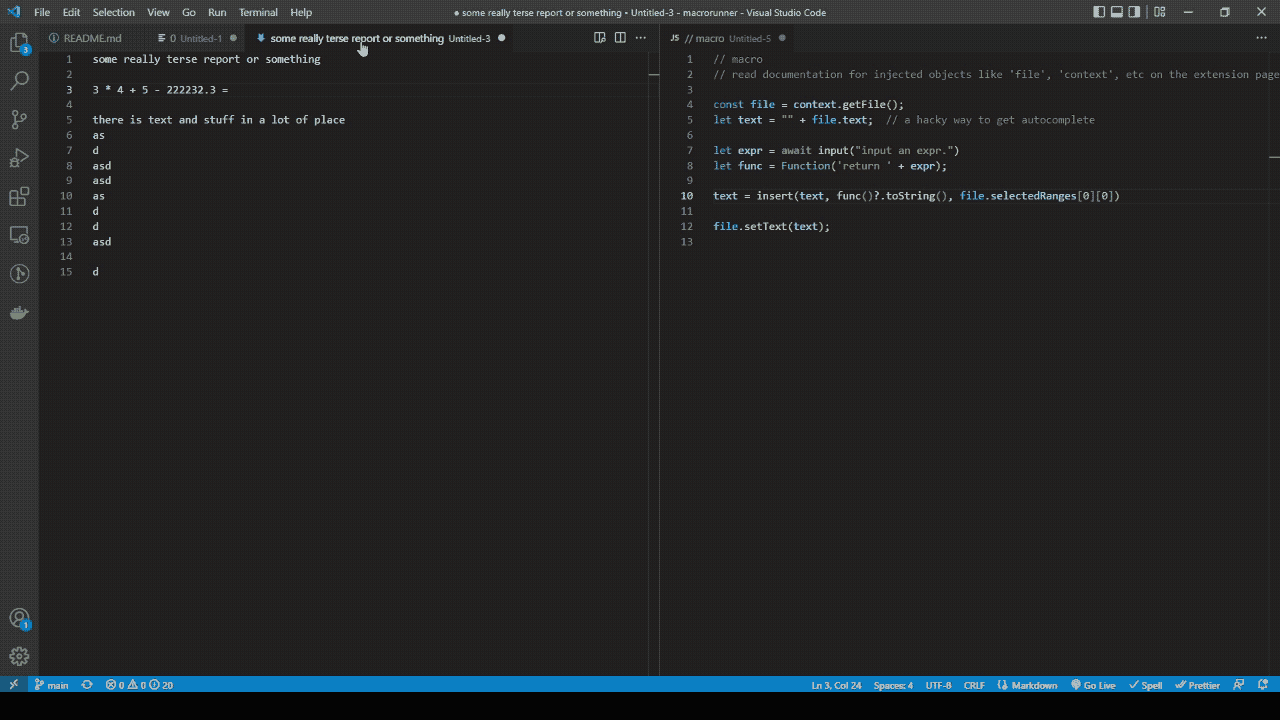 File Edit Selection View Go Run Terminal Help ● some really terse report or something - Untitled-3 - macrorunner - Visual Studio Code
README.md 0 Untitled-1 some really terse report or something Untitled-3
1 some really terse report or something
2
3 3 * 4 + 5 - 222232.3 =
4
5 there is text and stuff in a lot of place
6 as
7 d
8 asd
9 asd
10 as
11 d
12 d
13 asd
14
15 d
JS // macro Untitled-5
1 // macro
2 // read documentation for injected objects like 'file', 'context', etc on the extension page
3
4 const file = context.getFile();
5 let text = "" + file.text; // a hacky way to get autocomplete
6
7 let expr = await input("input an expr.")
8 let func = Function('return ' + expr);
9
10 text = insert(text, func()?.toString(), file.selectedRanges[0][0])
11
12 file.setText(text);
13
3
1
main 0 0 20 Ln 3, Col 24 Spaces: 4 UTF-8 CRLF Markdown Go Live Spell Prettier